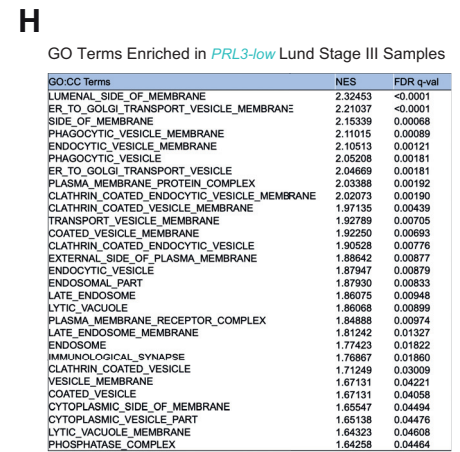 H
GO Terms Enriched in PRL3-low Lund Stage III Samples
GO:CC Terms NES FDR q-val
LUMENAL_SIDE_OF_MEMBRANE 2.32453 <0.0001
ER_TO_GOLGI_TRANSPORT_VESICLE_MEMBRANE 2.21037 <0.0001
SIDE_OF_MEMBRANE 2.15339 0.00068
PHAGOCYTIC_VESICLE_MEMBRANE 2.11015 0.00089
ENDOCYTIC_VESICLE_MEMBRANE 2.10513 0.00121
PHAGOCYTIC_VESICLE 2.05208 0.00181
ER_TO_GOLGI_TRANSPORT_VESICLE 2.04669 0.00181
PLASMA_MEMBRANE_PROTEIN_COMPLEX 2.03388 0.00192
CLATHRIN_COATED_ENDOCYTIC_VESICLE_MEMBRANE 2.02073 0.00190
CLATHRIN_COATED_VESICLE_MEMBRANE 1.97135 0.00439
TRANSPORT_VESICLE_MEMBRANE 1.92789 0.00705
COATED_VESICLE_MEMBRANE 1.92250 0.00693
CLATHRIN_COATED_ENDOCYTIC_VESICLE 1.90528 0.00776
EXTERNAL_SIDE_OF_PLASMA_MEMBRANE 1.88642 0.00877
ENDOCYTIC_VESICLE 1.87947 0.00879
ENDOSOMAL_PART 1.87930 0.00833
LATE_ENDOSOME 1.86075 0.00948
LYTIC_VACUOLE 1.86068 0.00899
PLASMA_MEMBRANE_RECEPTOR_COMPLEX 1.84888 0.00974
LATE_ENDOSOME_MEMBRANE 1.81242 0.01327
ENDOSOME 1.77423 0.01822
IMMUNOLOGICAL_SYNAPSE 1.76867 0.01860
CLATHRIN_COATED_VESICLE 1.71249 0.03009
VESICLE_MEMBRANE 1.67131 0.04221
COATED_VESICLE 1.67131 0.04058
CYTOPLASMIC_SIDE_OF_MEMBRANE 1.65547 0.04494
CYTOPLASMIC_VESICLE_PART 1.65138 0.04476
LYTIC_VACUOLE_MEMBRANE 1.64323 0.04608
PHOSPHATASE_COMPLEX 1.64258 0.04464